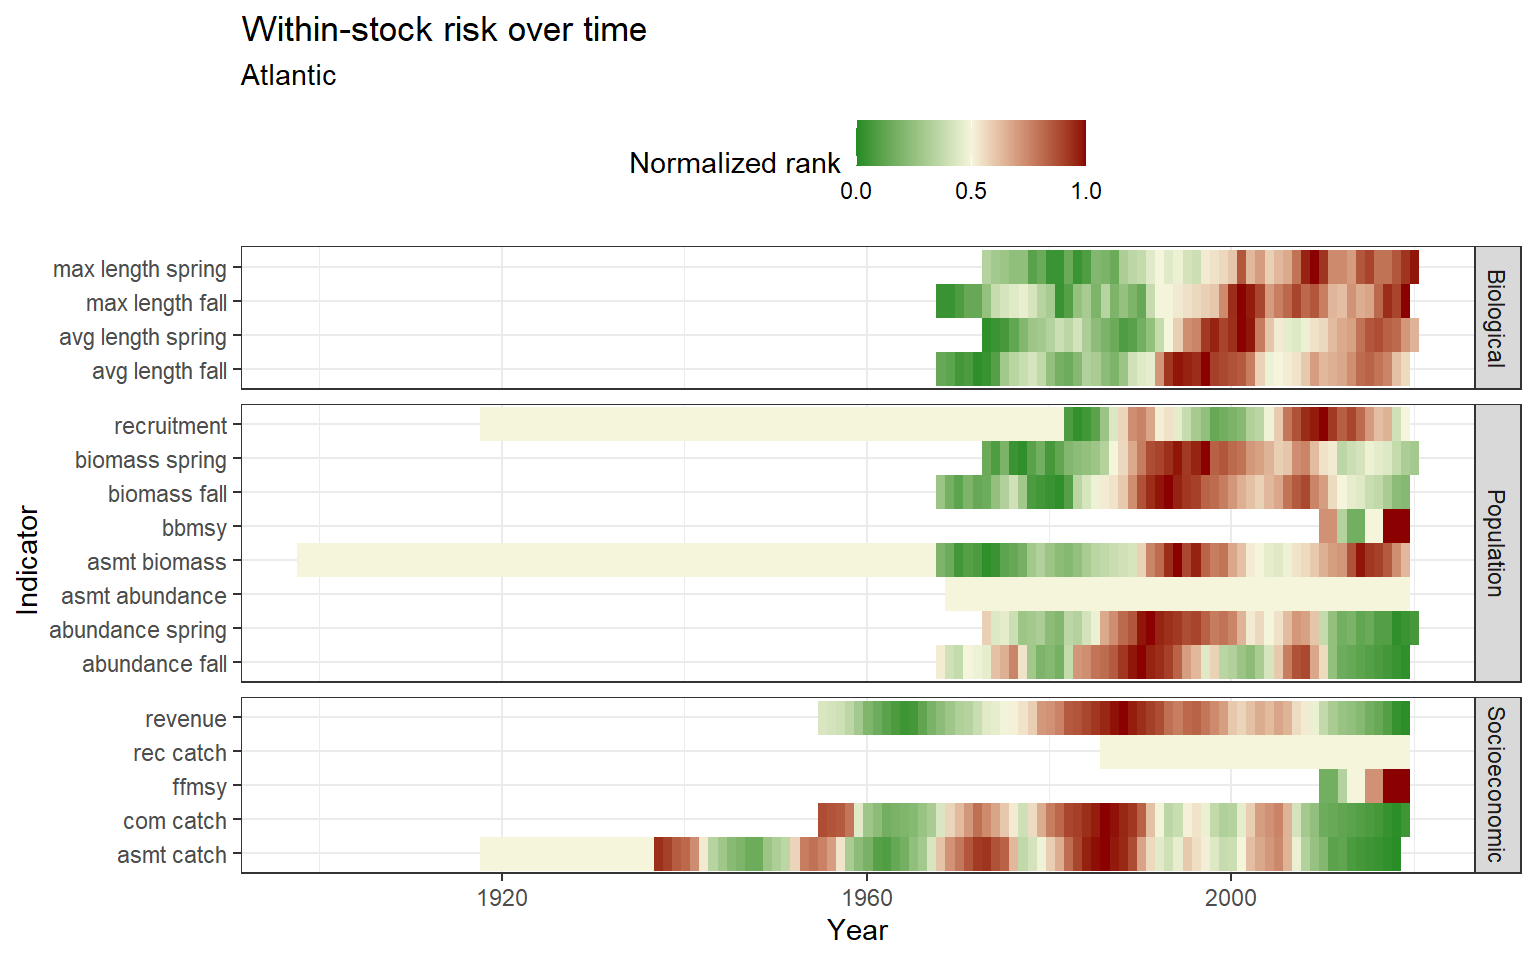 Within-stock risk over time
Atlantic
Normalized rank
0.0 0.5 1.0
Indicator
max length spring
max length fall
avg length spring
avg length fall
Biological
recruitment
biomass spring
biomass fall
bbmsy
asmt biomass
asmt abundance
abundance spring
abundance fall
Population
revenue
rec catch
ffmsy
com catch
asmt catch
Socioeconomic
1920 1960 2000
Year